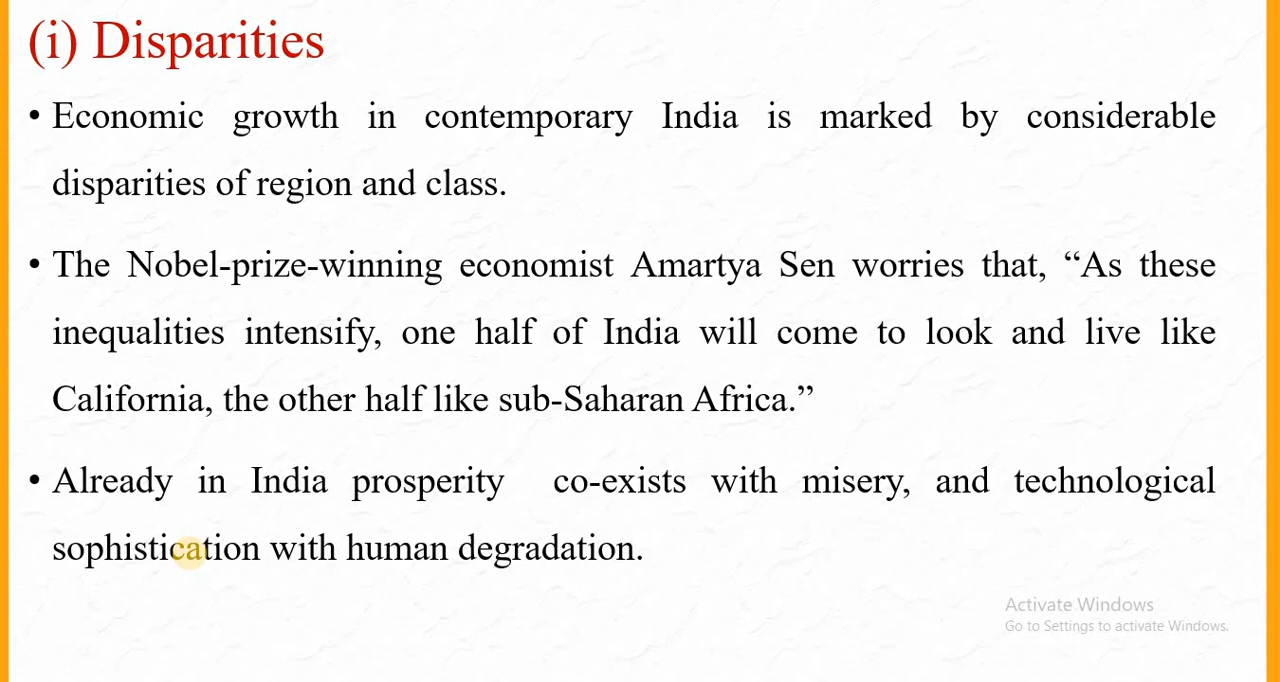 (i) Disparities
• Economic growth in contemporary India is marked by considerable
disparities of region and class.
• The Nobel-prize-winning economist Amartya Sen worries that, “As these
inequalities intensify, one half of India will come to look and live like
California, the other half like sub-Saharan Africa.”
• Already in India prosperity co-exists with misery, and technological
sophistication with human degradation.
Activate Windows
Go to Settings to activate Windows.